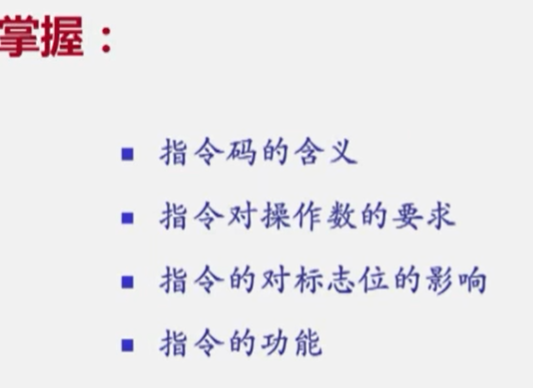 掌握：
指令码的含义
指令对操作数的要求
指令的对标志位的影响
指令的功能